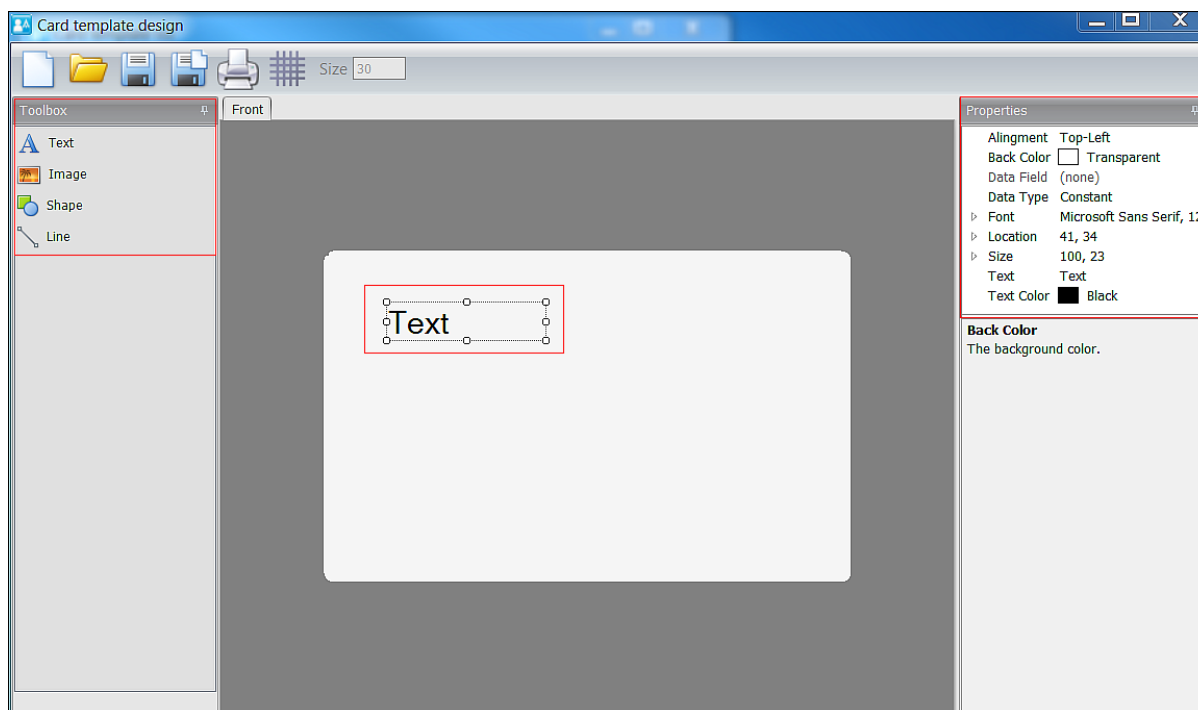 Card template design
Size 30
Toolbox
Text
Image
Shape
Line
Front
Text
Properties
Alingment Top-Left
Back Color Transparent
Data Field (none)
Data Type Constant
Font Microsoft Sans Serif, 12
Location 41, 34
Size 100, 23
Text Text
Text Color Black
Back Color
The background color.